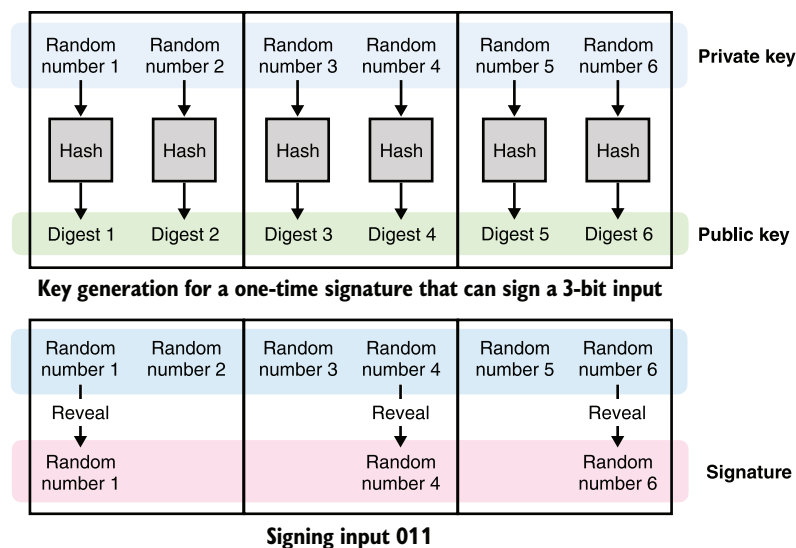 Random number 1
Random number 2
Random number 3
Random number 4
Random number 5
Random number 6
Private key
Hash
Hash
Hash
Hash
Hash
Hash
Digest 1
Digest 2
Digest 3
Digest 4
Digest 5
Digest 6
Public key
Key generation for a one-time signature that can sign a 3-bit input
Random number 1
Random number 2
Random number 3
Random number 4
Random number 5
Random number 6
Reveal
Reveal
Reveal
Random number 1
Random number 4
Random number 6
Signature
Signing input 011